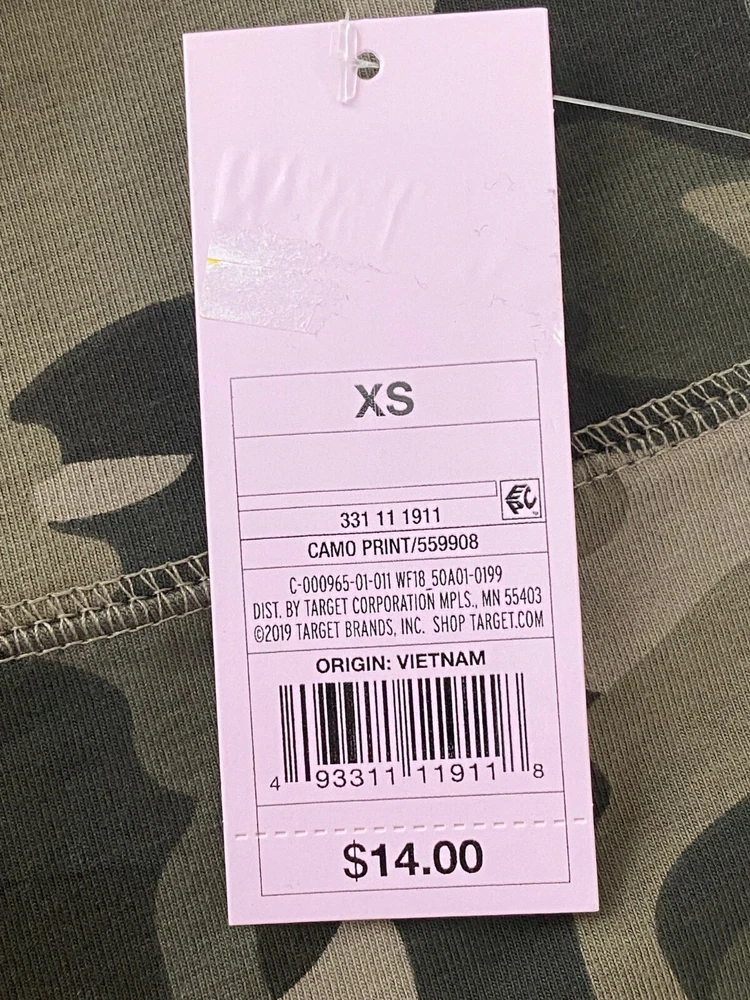 XS
EPC
331 11 1911
CAMO PRINT/559908
C-000965-01-011 WF18_50A01-0199
DIST. BY TARGET CORPORATION MPLS., MN 55403
©2019 TARGET BRANDS, INC. SHOP TARGET.COM
ORIGIN: VIETNAM
4 93311 11911 8
$14.00